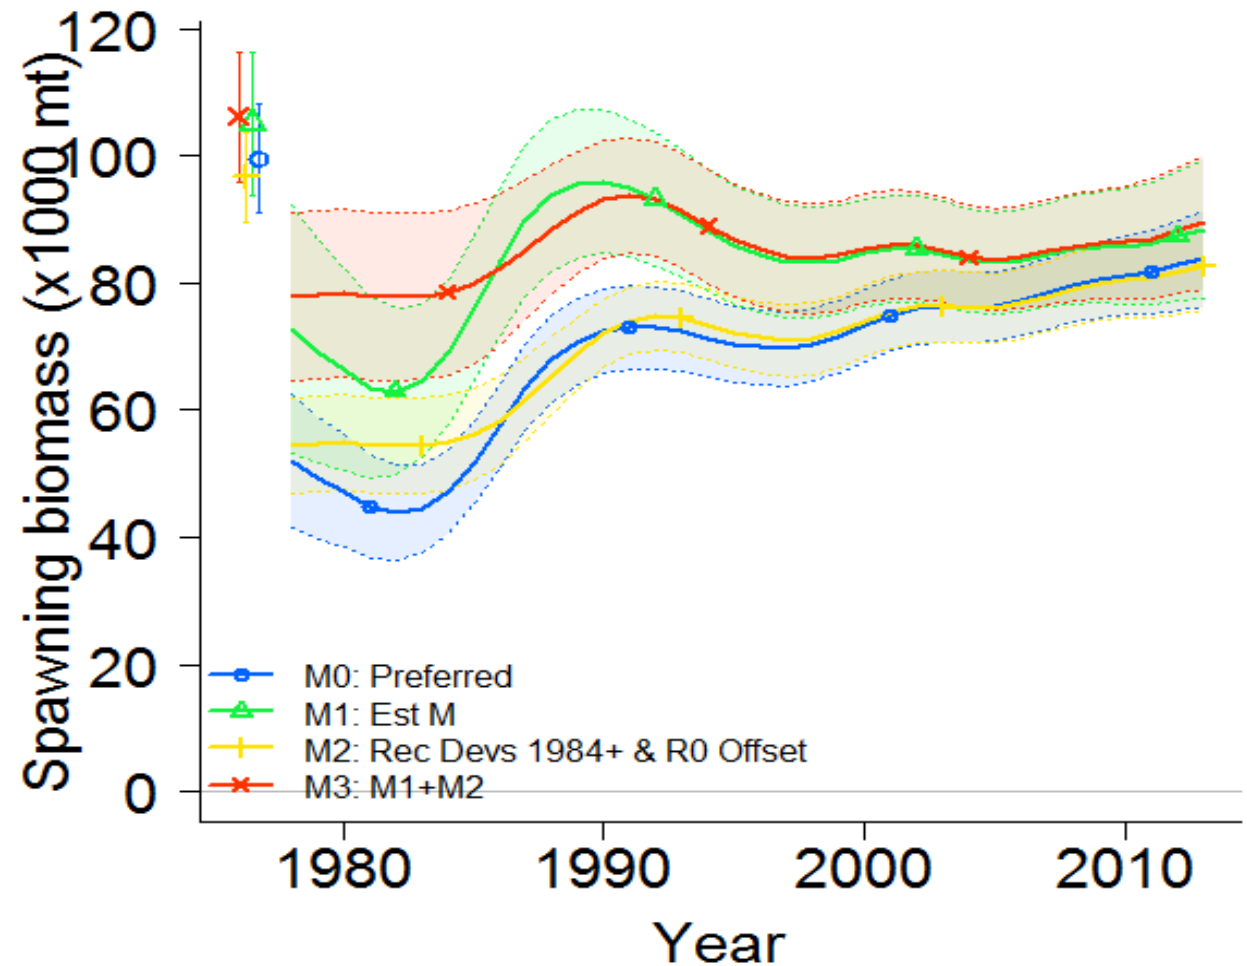 Spawning biomass (x1000 mt)
120
100
80
60
40
20
0
M0: Preferred
M1: Est M
M2: Rec Devs 1984+ & R0 Offset
M3: M1+M2
1980 1990 2000 2010
Year